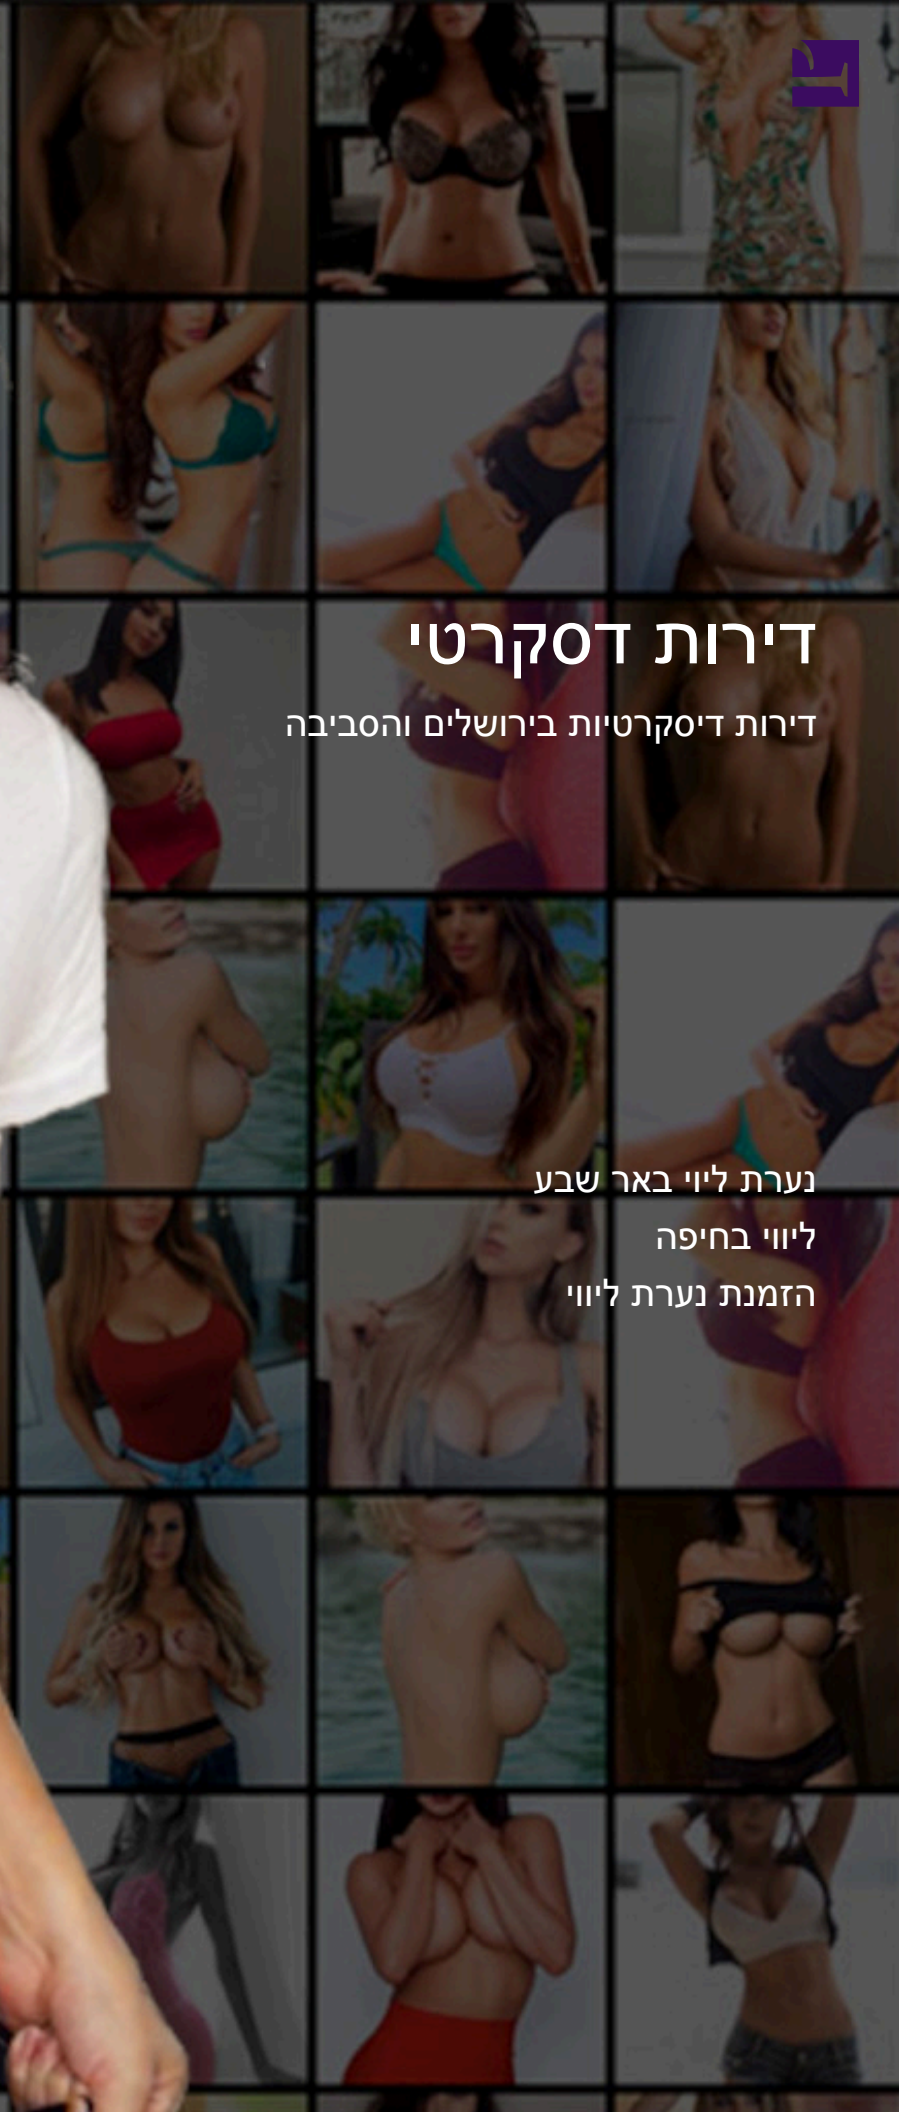 דירות דסקרטי
דירות דיסקרטיות בירושלים והסביבה
נערת ליוי באר שבע
ליווי בחיפה
הזמנת נערת ליווי